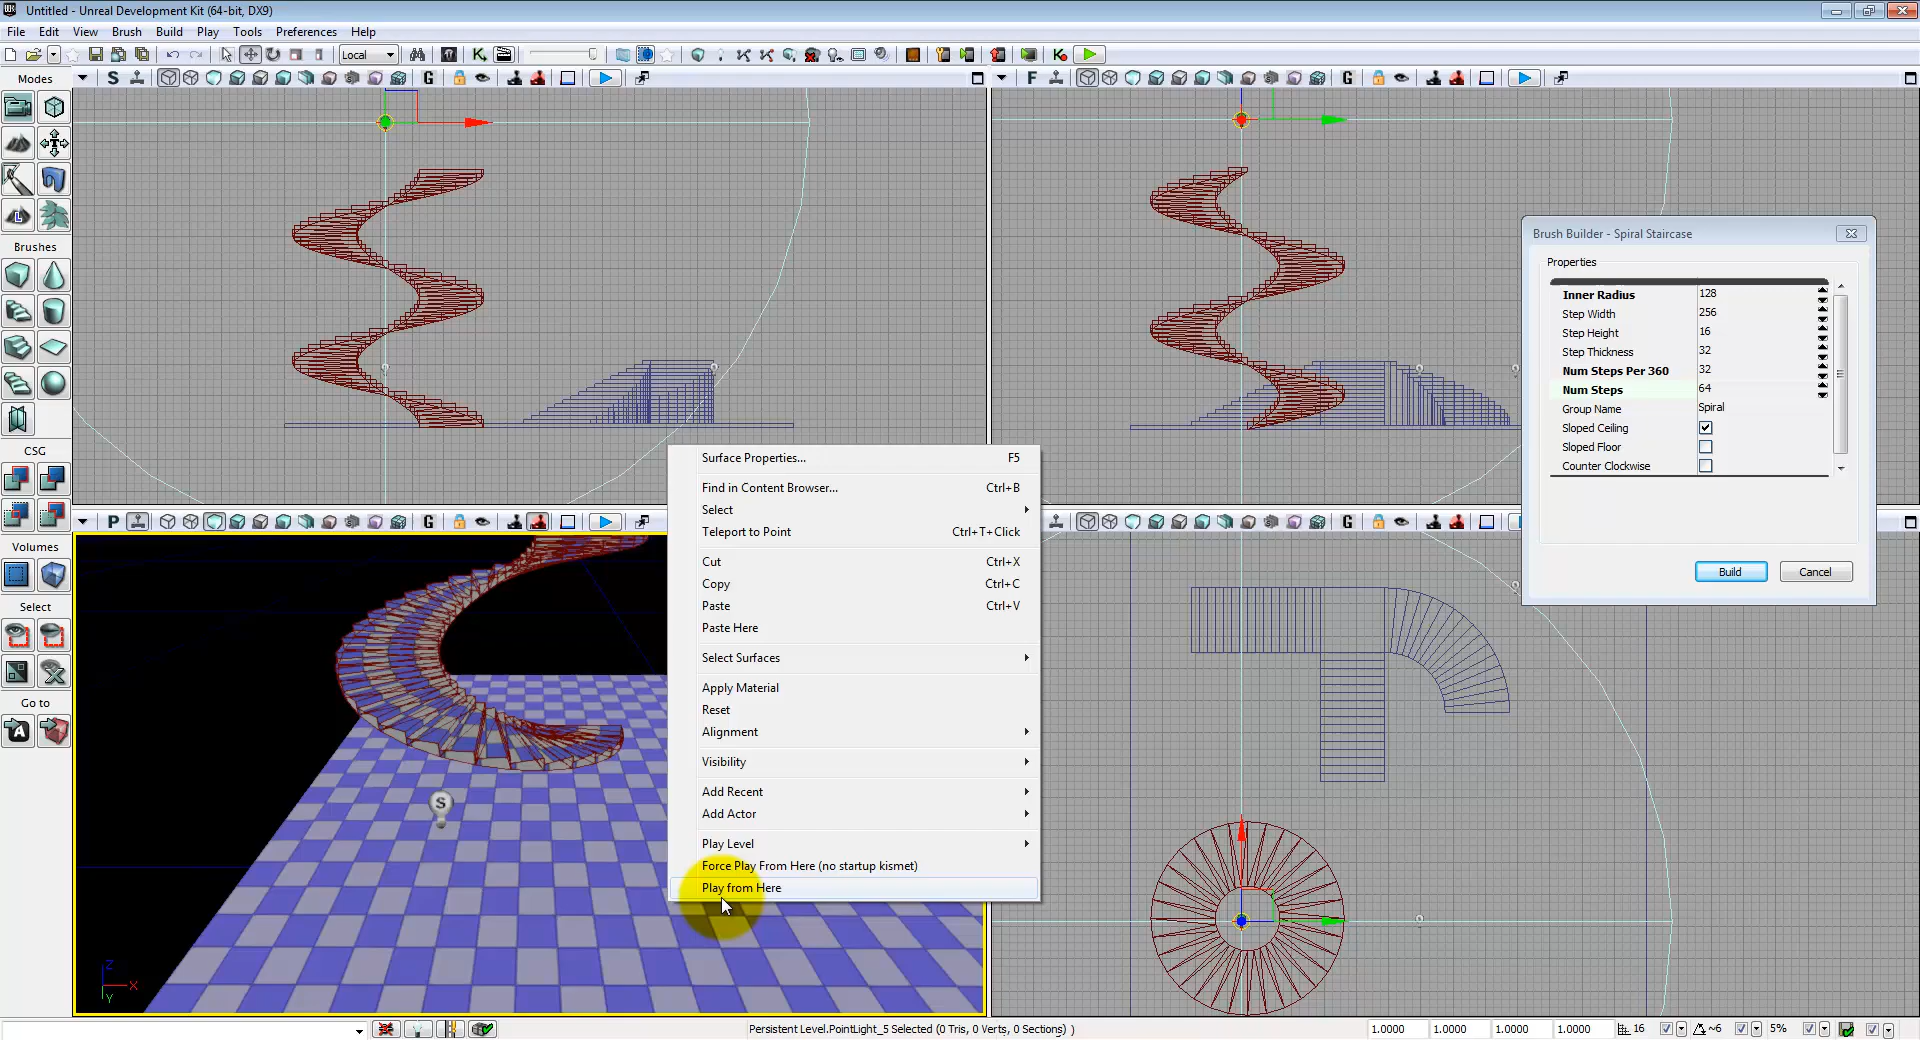 Untitled - Unreal Development Kit (64-bit, DX9)
File Edit View Brush Build Play Tools Preferences Help
Local
Modes
S G
F G
Brushes
CSG
Volumes
Select
Go to
P G
G
Brush Builder - Spiral Staircase
Properties
Inner Radius 128
Step Width 256
Step Height 16
Step Thickness 32
Num Steps Per 360 32
Num Steps 64
Group Name Spiral
Sloped Ceiling
Sloped Floor
Counter Clockwise
Build Cancel
Surface Properties... F5
Find in Content Browser... Ctrl+B
Select
Teleport to Point Ctrl+T+Click
Cut Ctrl+X
Copy Ctrl+C
Paste Ctrl+V
Paste Here
Select Surfaces
Apply Material
Reset
Alignment
Visibility
Add Recent
Add Actor
Play Level
Force Play From Here (no startup kismet)
Play from Here
S
Z
X
Y
Persistent Level.PointLight_5 Selected (0 Tris, 0 Verts, 0 Sections) )
1.0000 1.0000 1.0000 1.0000 16 ~6 5%